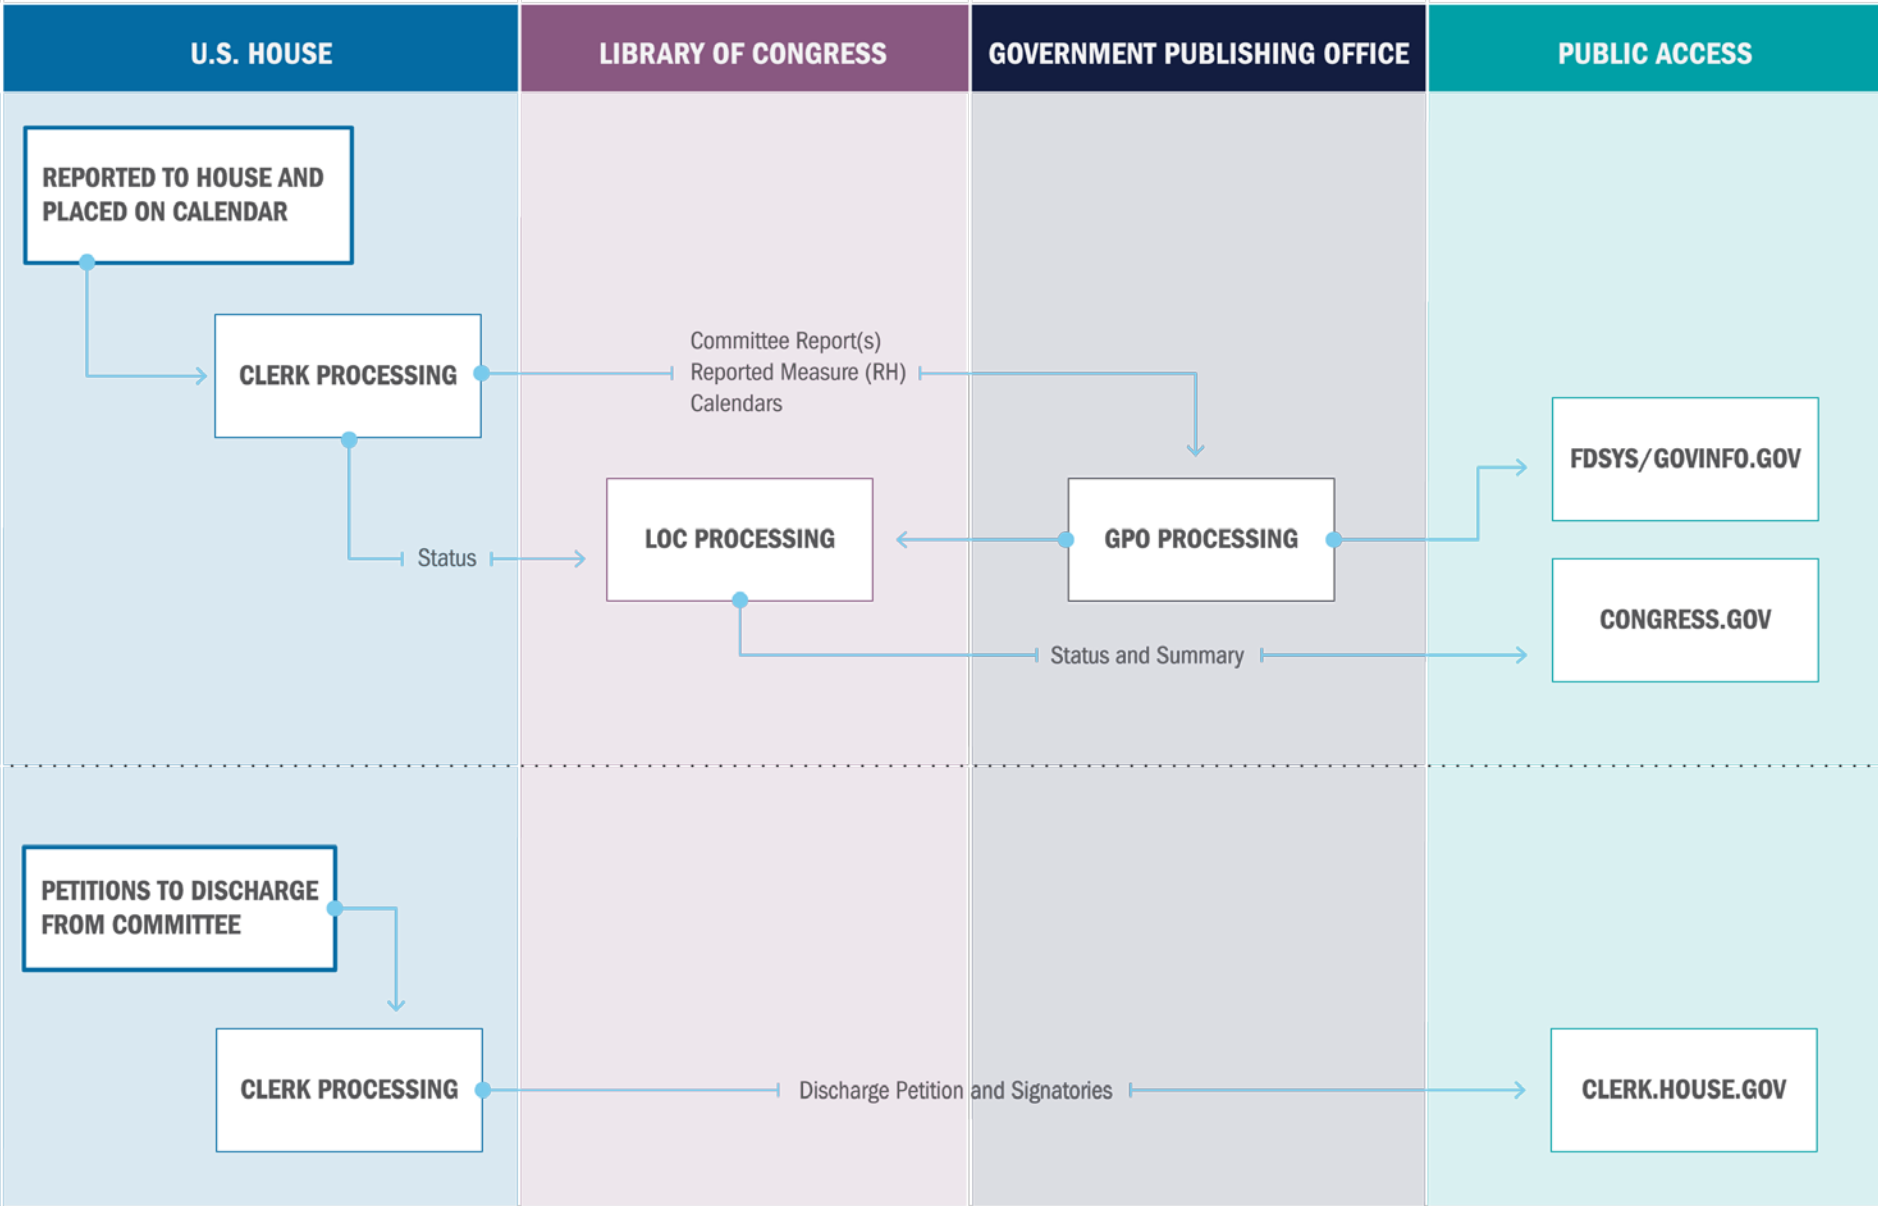 U.S. HOUSE
LIBRARY OF CONGRESS
GOVERNMENT PUBLISHING OFFICE
PUBLIC ACCESS
REPORTED TO HOUSE AND
PLACED ON CALENDAR
CLERK PROCESSING
Committee Report(s)
Reported Measure (RH)
Calendars
FDSYS/GOVINFO.GOV
Status
LOC PROCESSING
GPO PROCESSING
CONGRESS.GOV
Status and Summary
PETITIONS TO DISCHARGE
FROM COMMITTEE
CLERK PROCESSING
Discharge Petition and Signatories
CLERK.HOUSE.GOV